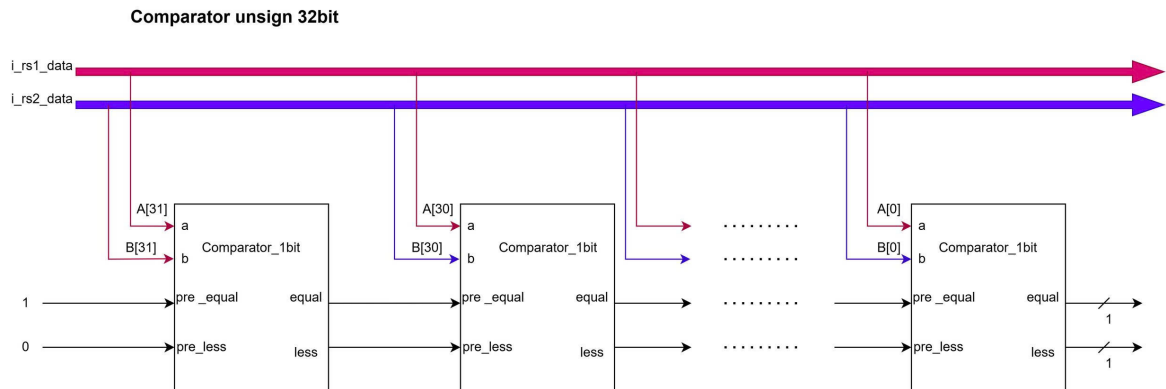 Comparator unsign 32bit
i_rs1_data
i_rs2_data
A[31]
a
B[31]
b
Comparator_1bit
1
pre _equal
equal
0
pre_less
less
A[30]
a
B[30]
b
Comparator_1bit
pre _equal
equal
pre_less
less
.........
.........
.........
.........
A[0]
a
B[0]
b
Comparator_1bit
pre _equal
equal
1
pre_less
less
1